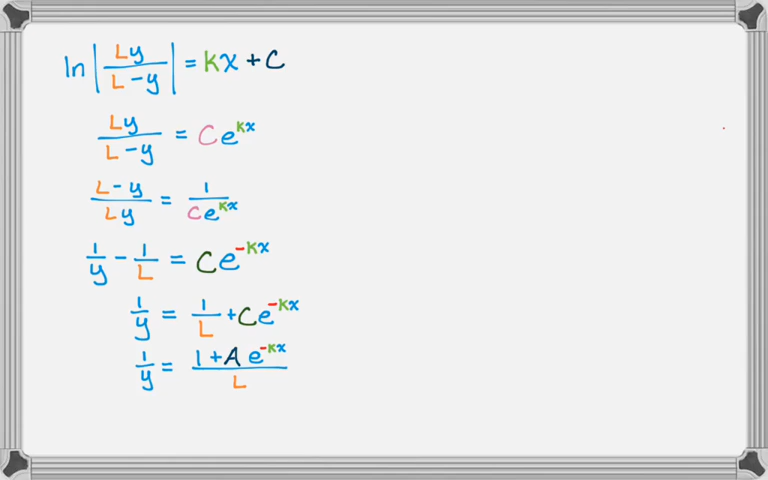 ln|Ly/(L-y)| = kx + C
Ly/(L-y) = Ce^(kx)
(L-y)/(Ly) = 1/(Ce^(kx))
1/y - 1/L = Ce^(-kx)
1/y = 1/L + Ce^(-kx)
1/y = (1 + Ae^(-kx))/L